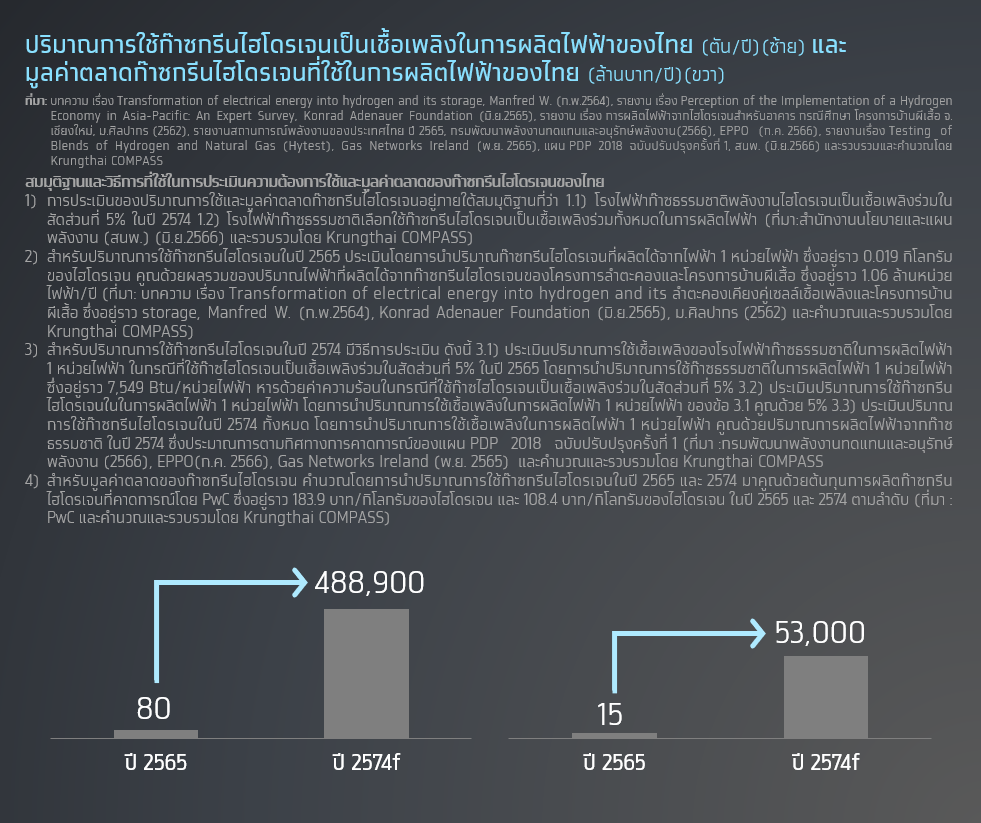 ปริมาณการใช้ก๊าซกรีนไฮโดรเจนเป็นเชื้อเพลิงในการผลิตไฟฟ้าของไทย (ตัน/ปี)(ซ้าย) และ
มูลค่าตลาดก๊าซกรีนไฮโดรเจนที่ใช้ในการผลิตไฟฟ้าของไทย (ล้านบาท/ปี)(ขวา)
ที่มา: บทความ เรื่อง Transformation of electrical energy into hydrogen and its storage, Manfred W. (ก.พ.2564), รายงาน เรื่อง Perception of the Implementation of a Hydrogen
Economy in Asia-Pacific: An Expert Survey, Konrad Adenauer Foundation (มิ.ย.2565), รายงาน เรื่อง การผลิตไฟฟ้าจากไฮโดรเจนสำหรับอาคาร กรณีศึกษา โครงการบ้านผีเสื้อ จ.
เชียงใหม่, ม.ศิลปากร (2562), รายงานสถานการณ์พลังงานของประเทศไทย ปี 2565, กรมพัฒนาพลังงานทดแทนและอนุรักษ์พลังงาน(2566), EPPO (ก.ค. 2566), รายงานเรื่อง Testing of
Blends of Hydrogen and Natural Gas (Hytest), Gas Networks Ireland (พ.ย. 2565), แผน PDP 2018 ฉบับปรับปรุงครั้งที่ 1, สนพ. (มิ.ย.2566) และรวบรวมและคำนวณโดย
Krungthai COMPASS
สมมุติฐานและวิธีการที่ใช้ในการประเมินความต้องการใช้และมูลค่าตลาดของก๊าซกรีนไฮโดรเจนของไทย
1) การประเมินของปริมาณการใช้และมูลค่าตลาดก๊าซกรีนไฮโดรเจนอยู่ภายใต้สมมุติฐานที่ว่า 1.1) โรงไฟฟ้าก๊าซธรรมชาติพลังงานไฮโดรเจนเป็นเชื้อเพลิงร่วมใน
สัดส่วนที่ 5% ในปี 2574 1.2) โรงไฟฟ้าก๊าซธรรมชาติเลือกใช้ก๊าซกรีนไฮโดรเจนเป็นเชื้อเพลิงร่วมทั้งหมดในการผลิตไฟฟ้า (ที่มา:สำนักงานนโยบายและแผน
พลังงาน (สนพ.) (มิ.ย.2566) และรวบรวมโดย Krungthai COMPASS)
2) สำหรับปริมาณการใช้ก๊าซกรีนไฮโดรเจนในปี 2565 ประเมินโดยการนำปริมาณก๊าซกรีนไฮโดรเจนที่ผลิตได้จากไฟฟ้า 1 หน่วยไฟฟ้า ซึ่งอยู่ราว 0.019 กิโลกรัม
ของไฮโดรเจน คูณด้วยผลรวมของปริมาณไฟฟ้าที่ผลิตได้จากก๊าซกรีนไฮโดรเจนของโครงการลำตะคองและโครงการบ้านผีเสื้อ ซึ่งอยู่ราว 1.06 ล้านหน่วย
ไฟฟ้า/ปี (ที่มา: บทความ เรื่อง Transformation of electrical energy into hydrogen and its ลำตะคองเคียงคู่เซลล์เชื้อเพลิงและโครงการบ้าน
ผีเสื้อ ซึ่งอยู่ราว storage, Manfred W. (ก.พ.2564), Konrad Adenauer Foundation (มิ.ย.2565), ม.ศิลปากร (2562) และคำนวณและรวบรวมโดย
Krungthai COMPASS)
3) สำหรับปริมาณการใช้ก๊าซกรีนไฮโดรเจนในปี 2574 มีวิธีการประเมิน ดังนี้ 3.1) ประเมินปริมาณการใช้เชื้อเพลิงของโรงไฟฟ้าก๊าซธรรมชาติในการผลิตไฟฟ้า
1 หน่วยไฟฟ้า ในกรณีที่ใช้ก๊าซไฮโดรเจนเป็นเชื้อเพลิงร่วมในสัดส่วนที่ 5% ในปี 2565 โดยการนำปริมาณการใช้ก๊าซธรรมชาติในการผลิตไฟฟ้า 1 หน่วยไฟฟ้า
ซึ่งอยู่ราว 7,549 Btu/หน่วยไฟฟ้า หารด้วยค่าความร้อนในกรณีที่ใช้ก๊าซไฮโดรเจนเป็นเชื้อเพลิงร่วมในสัดส่วนที่ 5% 3.2) ประเมินปริมาณการใช้ก๊าซกรีน
ไฮโดรเจนในในการผลิตไฟฟ้า 1 หน่วยไฟฟ้า โดยการนำปริมาณการใช้เชื้อเพลิงในการผลิตไฟฟ้า 1 หน่วยไฟฟ้า ของข้อ 3.1 คูณด้วย 5% 3.3) ประเมินปริมาณ
การใช้ก๊าซกรีนไฮโดรเจนในปี 2574 ทั้งหมด โดยการนำปริมาณการใช้เชื้อเพลิงในการผลิตไฟฟ้า 1 หน่วยไฟฟ้า คูณด้วยปริมาณการผลิตไฟฟ้าจากก๊าซ
ธรรมชาติ ในปี 2574 ซึ่งประมาณการตามทิศทางการคาดการณ์ของแผน PDP 2018 ฉบับปรับปรุงครั้งที่ 1 (ที่มา :กรมพัฒนาพลังงานทดแทนและอนุรักษ์
พลังงาน (2566), EPPO(ก.ค. 2566), Gas Networks Ireland (พ.ย. 2565) และคำนวณและรวบรวมโดย Krungthai COMPASS
4) สำหรับมูลค่าตลาดของก๊าซกรีนไฮโดรเจน คำนวณโดยการนำปริมาณการใช้ก๊าซกรีนไฮโดรเจนในปี 2565 และ 2574 มาคูณด้วยต้นทุนการผลิตก๊าซกรีน
ไฮโดรเจนที่คาดการณ์โดย PwC ซึ่งอยู่ราว 183.9 บาท/กิโลกรัมของไฮโดรเจน และ 108.4 บาท/กิโลกรัมของไฮโดรเจน ในปี 2565 และ 2574 ตามลำดับ (ที่มา :
PwC และคำนวณและรวบรวมโดย Krungthai COMPASS)
488,900
80
ปี 2565
ปี 2574f
53,000
15
ปี 2565
ปี 2574f